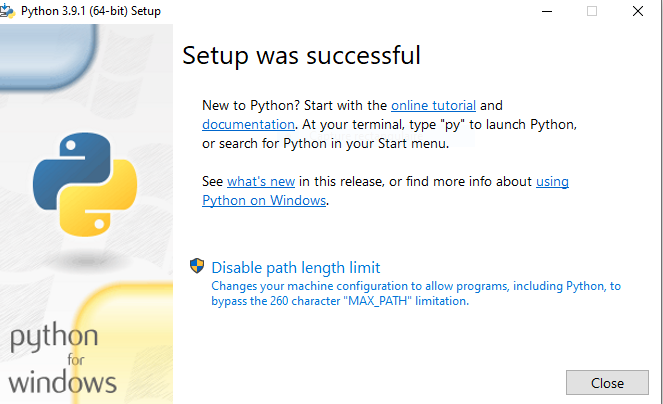 Python 3.9.1 (64-bit) Setup
Setup was successful
New to Python? Start with the online tutorial and
documentation. At your terminal, type "py" to launch Python,
or search for Python in your Start menu.
See what's new in this release, or find more info about using
Python on Windows.
Disable path length limit
Changes your machine configuration to allow programs, including Python, to
bypass the 260 character "MAX_PATH" limitation.
python
for
windows
Close